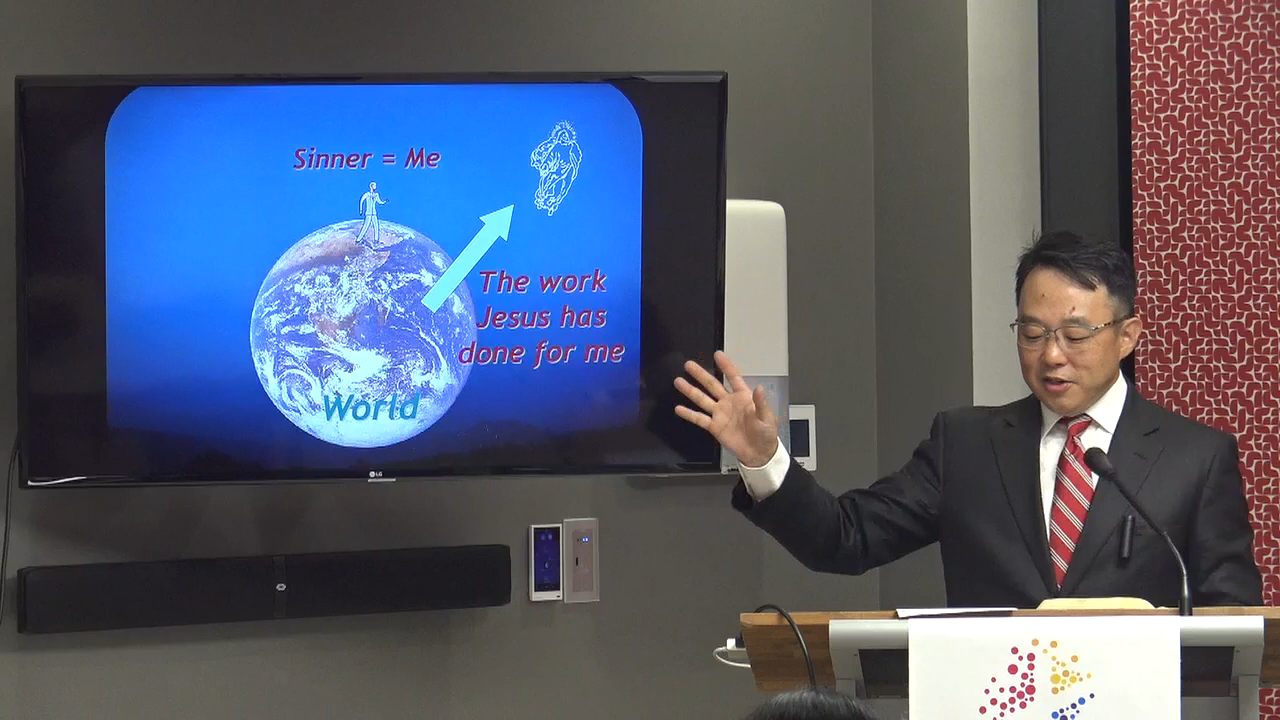 Sinner = Me
The work
Jesus has
done for me
World
LG